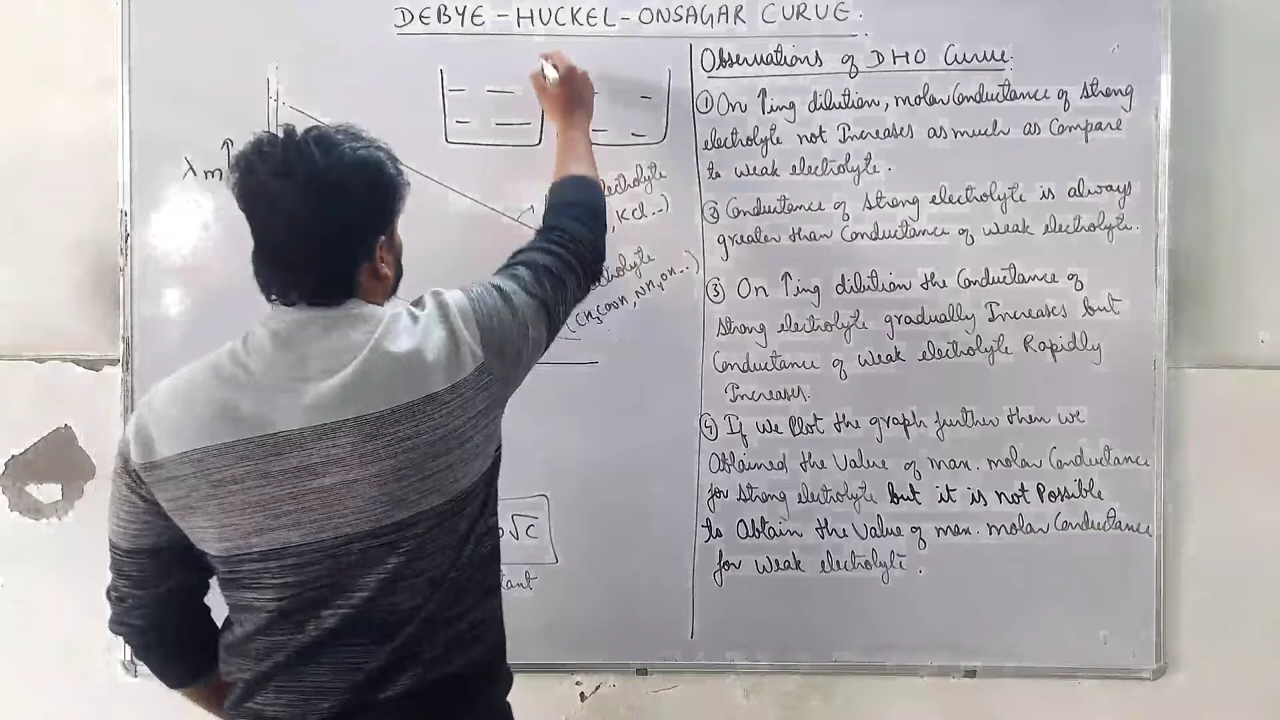 DEBYE-HUCKEL-ONSAGAR CURVE.
λm↑
KCl..)
(CH₃COOH, NH₄OH..)
√C
Observations of DHO Curve:
① On ↑ing dilution, molar Conductance of strong
electrolyte not Increases as much as Compare
to weak electrolyte.
② Conductance of strong electrolyte is always
greater than Conductance of weak electrolyte.
③ On ↑ing dilution the Conductance of
strong electrolyte gradually Increases but
Conductance of weak electrolyte Rapidly
Increases.
④ If we Plot the graph further then we
Obtained the Value of max. molar Conductance
for strong electrolyte but it is not Possible
to Obtain the Value of max. molar Conductance
for weak electrolyte.